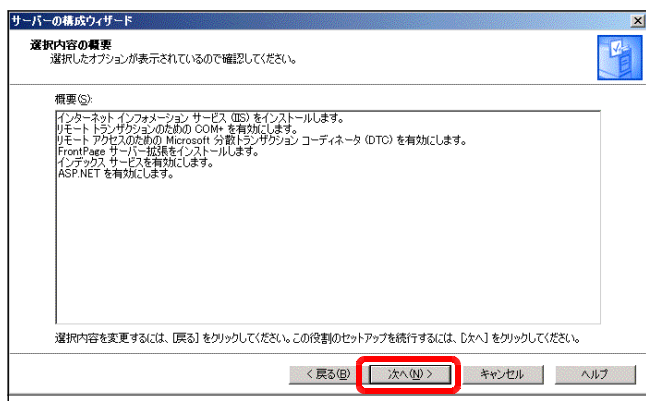 サーバーの構成ウィザード
選択内容の概要
選択したオプションが表示されているので確認してください。
概要(S):
インターネット インフォメーション サービス (IIS) をインストールします。
リモート トランザクションのための COM+ を有効にします。
リモート アクセスのための Microsoft 分散トランザクション コーディネータ (DTC) を有効にします。
FrontPage サーバー拡張をインストールします。
インデックス サービスを有効にします。
ASP.NET を有効にします。
選択内容を変更するには、[戻る] をクリックしてください。この役割のセットアップを続行するには、[次へ] をクリックしてください。
< 戻る(B) 次へ(N) > キャンセル ヘルプ